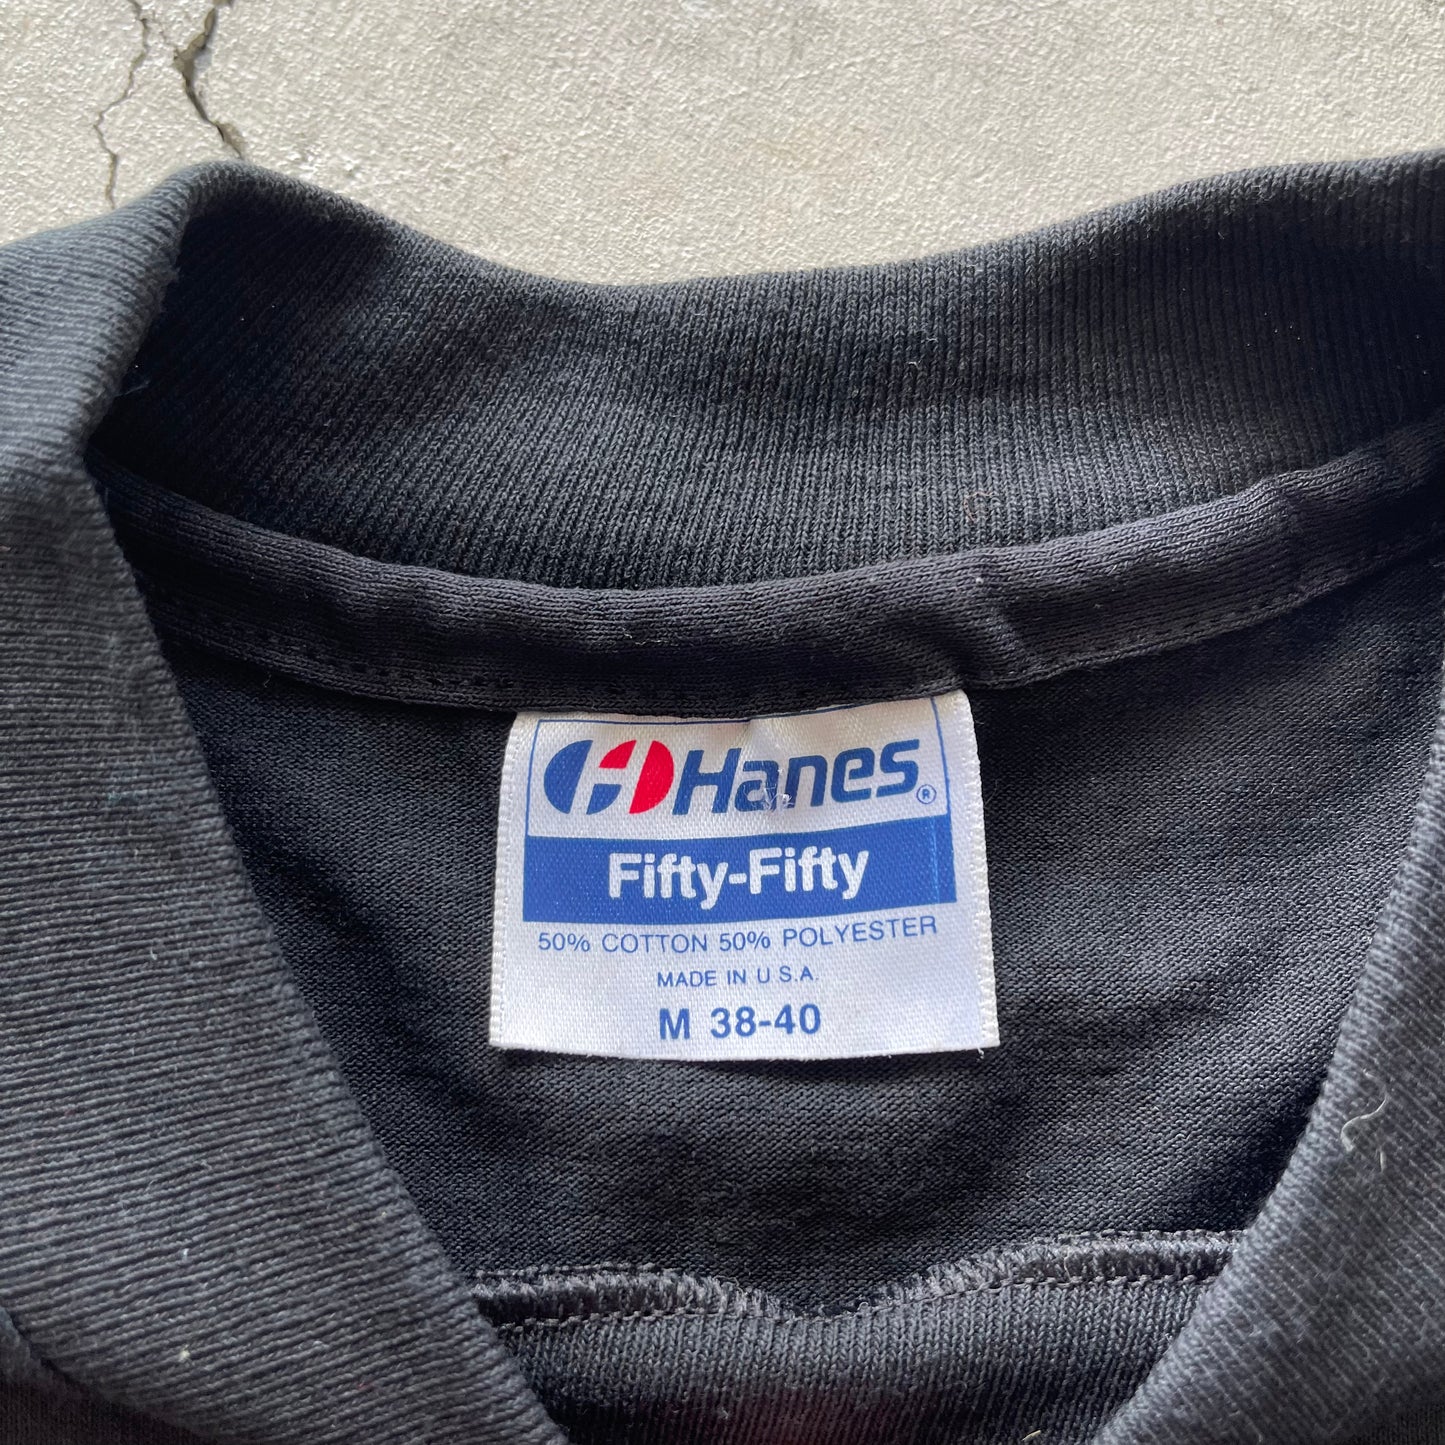 Hanes®
Fifty-Fifty
50% COTTON 50% POLYESTER
MADE IN U.S.A.
M 38-40